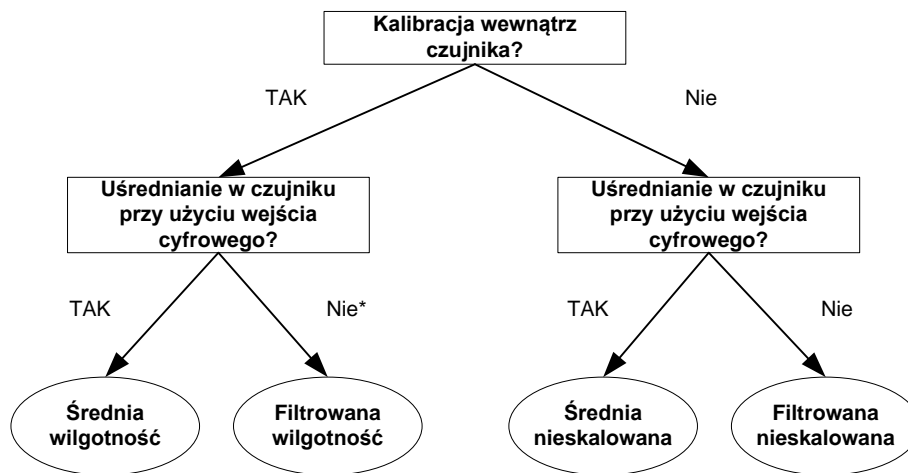 Kalibracja wewnątrz
czujnika?
TAK
Nie
Uśrednianie w czujniku
przy użyciu wejścia
cyfrowego?
Uśrednianie w czujniku
przy użyciu wejścia
cyfrowego?
TAK
Nie*
TAK
Nie
Średnia
wilgotność
Filtrowana
wilgotność
Średnia
nieskalowana
Filtrowana
nieskalowana